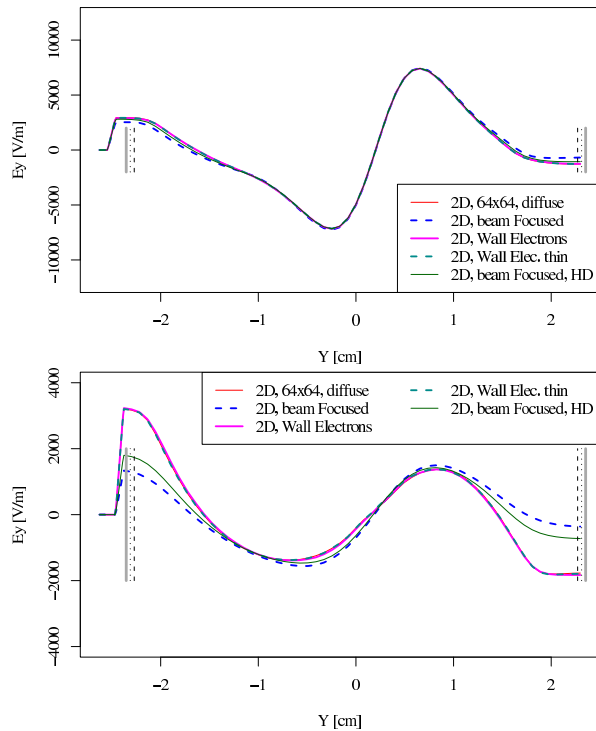 10000
5000
0
−5000
−10000
Ey [V/m]
2D, 64x64, diffuse
2D, beam Focused
2D, Wall Electrons
2D, Wall Elec. thin
2D, beam Focused, HD
−2 −1 0 1 2
Y [cm]
4000
2000
0
−2000
−4000
Ey [V/m]
2D, 64x64, diffuse
2D, beam Focused
2D, Wall Electrons
2D, Wall Elec. thin
2D, beam Focused, HD
−2 −1 0 1 2
Y [cm]